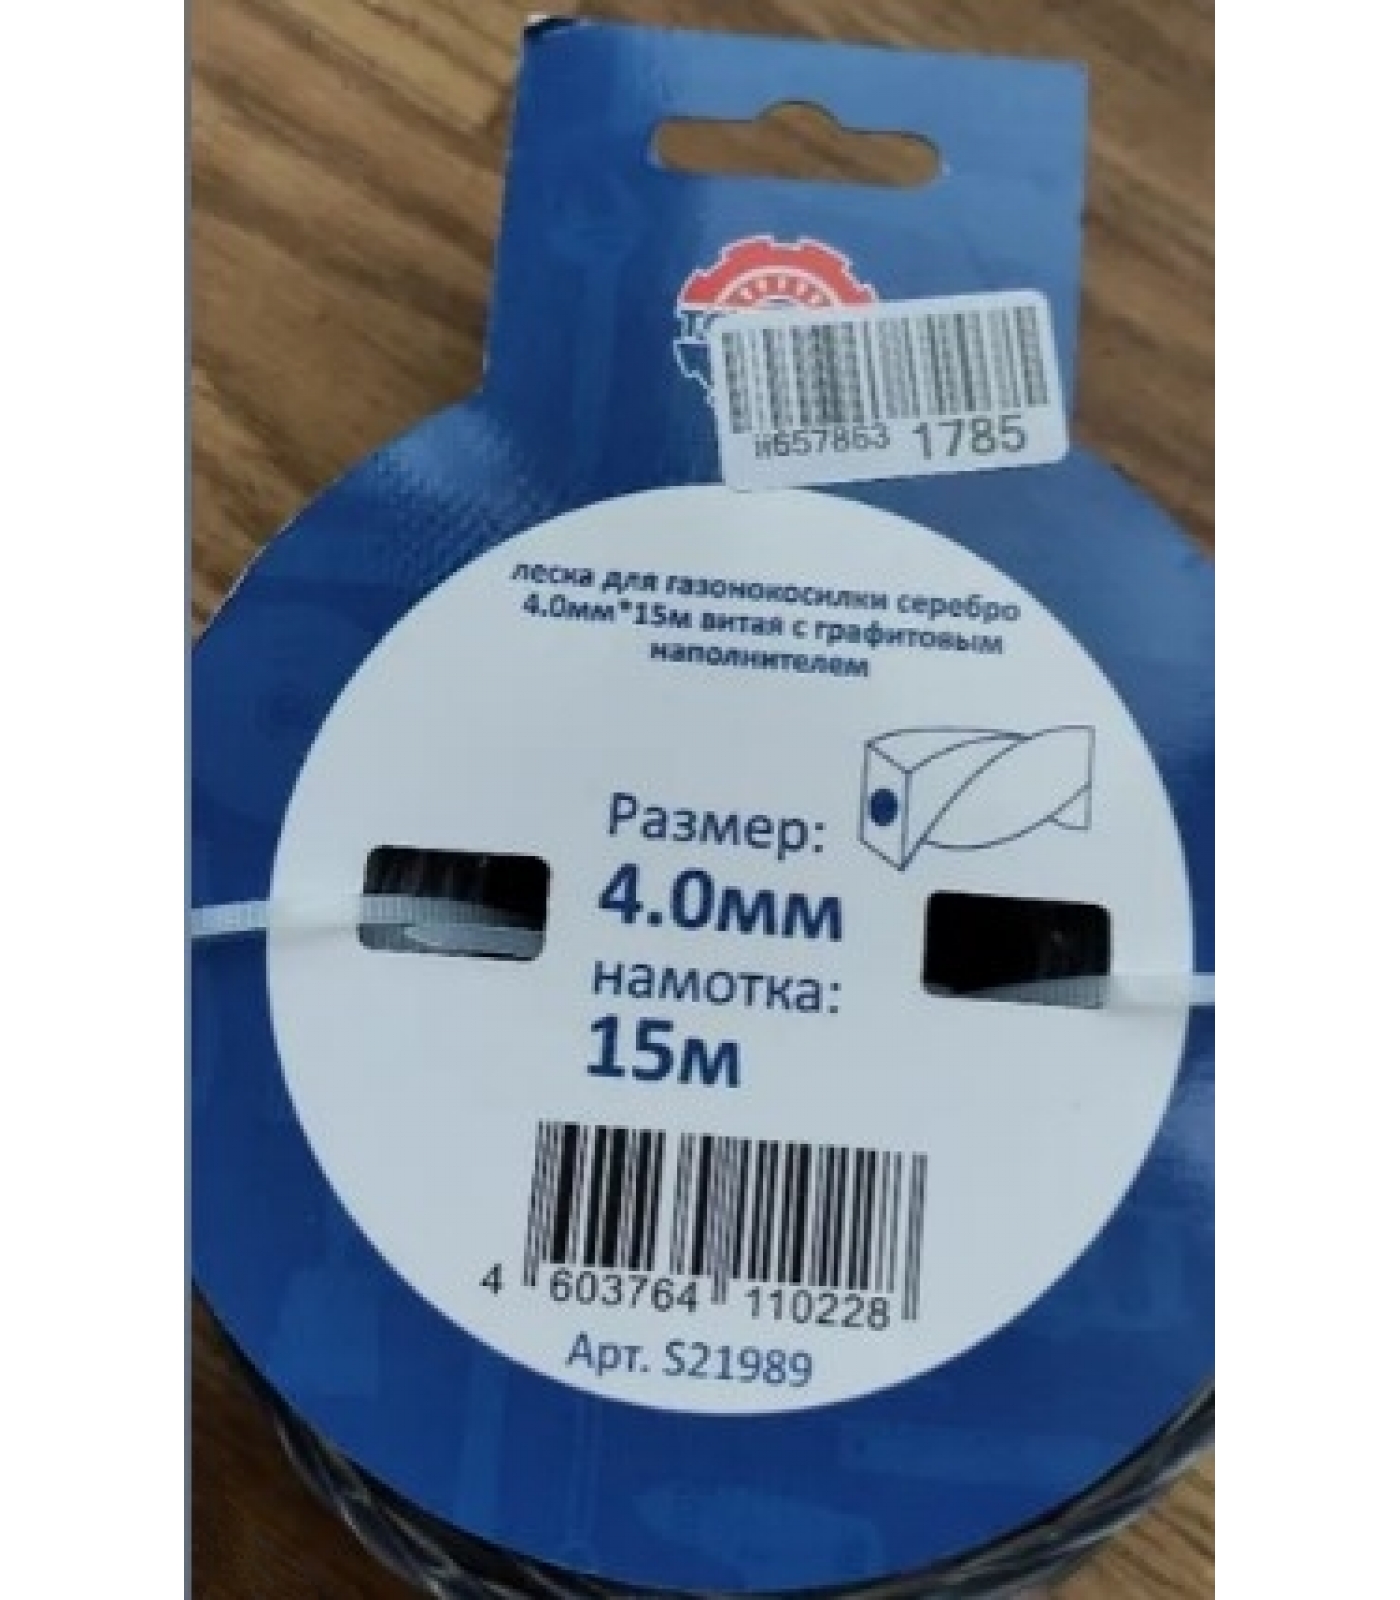 1785
леска для газонокосилки серебро
4.0мм*15м витая с графитовым
наполнителем
Размер:
4.0мм
намотка:
15м
4 603764 110228
Арт. S21989